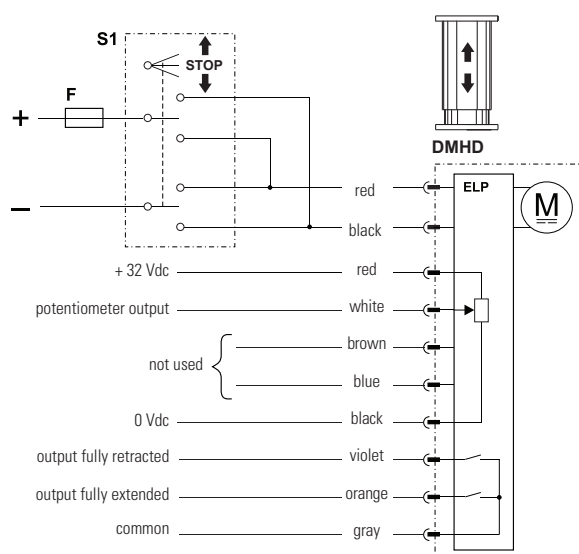 S1
STOP
F
+
−
DMHD
ELP
M
red
black
+ 32 Vdc red
potentiometer output white
brown
not used
blue
0 Vdc black
output fully retracted violet
output fully extended orange
common gray